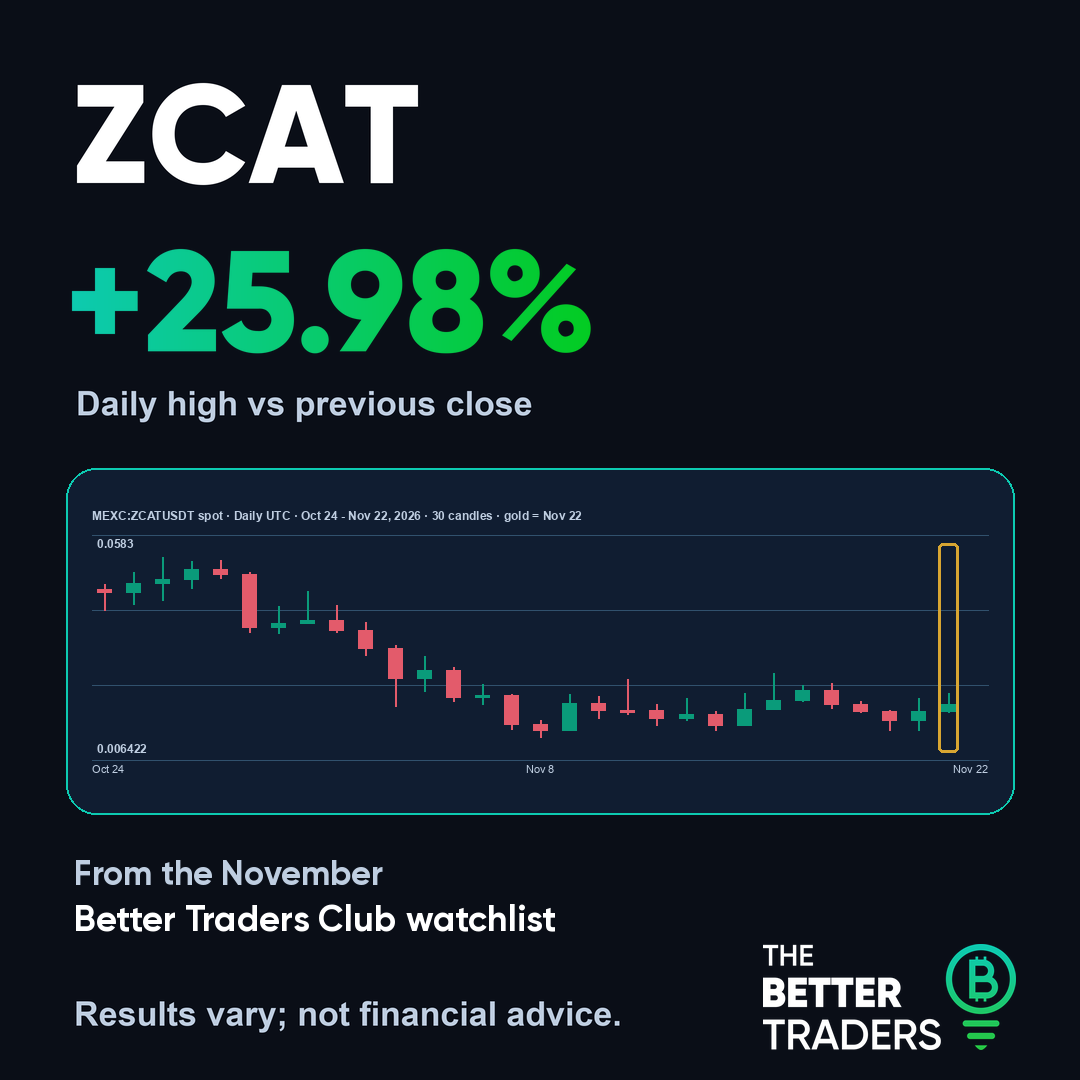 ZCAT
+25.98%
Daily high vs previous close
MEXC:ZCATUSDT spot · Daily UTC · Oct 24 - Nov 22, 2026 · 30 candles · gold = Nov 22
0.0583
0.006422
Oct 24
Nov 8
Nov 22
From the November
Better Traders Club watchlist
Results vary; not financial advice.
THE
BETTER
TRADERS